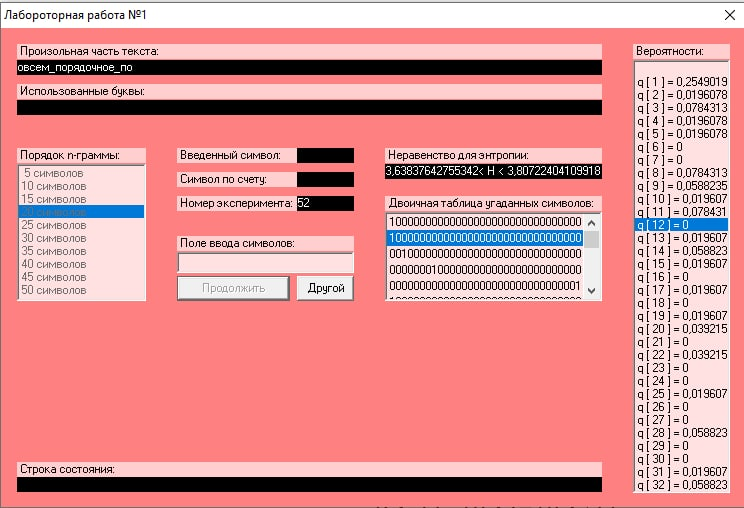 Лабороторная работа №1
Произольная часть текста:
овсем_порядочное_по
Использованные буквы:
Порядок n-граммы:
5 символов
10 символов
15 символов
20 символов
25 символов
30 символов
35 символов
40 символов
45 символов
50 символов
Введенный символ:
Символ по счету:
Номер эксперимента: 52
Поле ввода символов:
Продолжить
Другой
Неравенство для энтропии:
3,63837642755342< H < 3,80722404109918
Двоичная таблица угаданных символов:
10000000000000000000000000000000
10000000000000000000000000000000
00100000000000000000000000000000
00000001000000000000000000000000
00000000000000000000000000000001
Вероятности:
q [ 1 ] = 0,2549019
q [ 2 ] = 0,0196078
q [ 3 ] = 0,0784313
q [ 4 ] = 0,0196078
q [ 5 ] = 0,0196078
q [ 6 ] = 0
q [ 7 ] = 0
q [ 8 ] = 0,0784313
q [ 9 ] = 0,0588235
q [ 10 ] = 0,019607
q [ 11 ] = 0,078431
q [ 12 ] = 0
q [ 13 ] = 0,019607
q [ 14 ] = 0,058823
q [ 15 ] = 0,019607
q [ 16 ] = 0
q [ 17 ] = 0,019607
q [ 18 ] = 0
q [ 19 ] = 0,019607
q [ 20 ] = 0,039215
q [ 21 ] = 0
q [ 22 ] = 0,039215
q [ 23 ] = 0
q [ 24 ] = 0
q [ 25 ] = 0,019607
q [ 26 ] = 0
q [ 27 ] = 0
q [ 28 ] = 0,058823
q [ 29 ] = 0
q [ 30 ] = 0
q [ 31 ] = 0,019607
q [ 32 ] = 0,058823
Строка состояния: